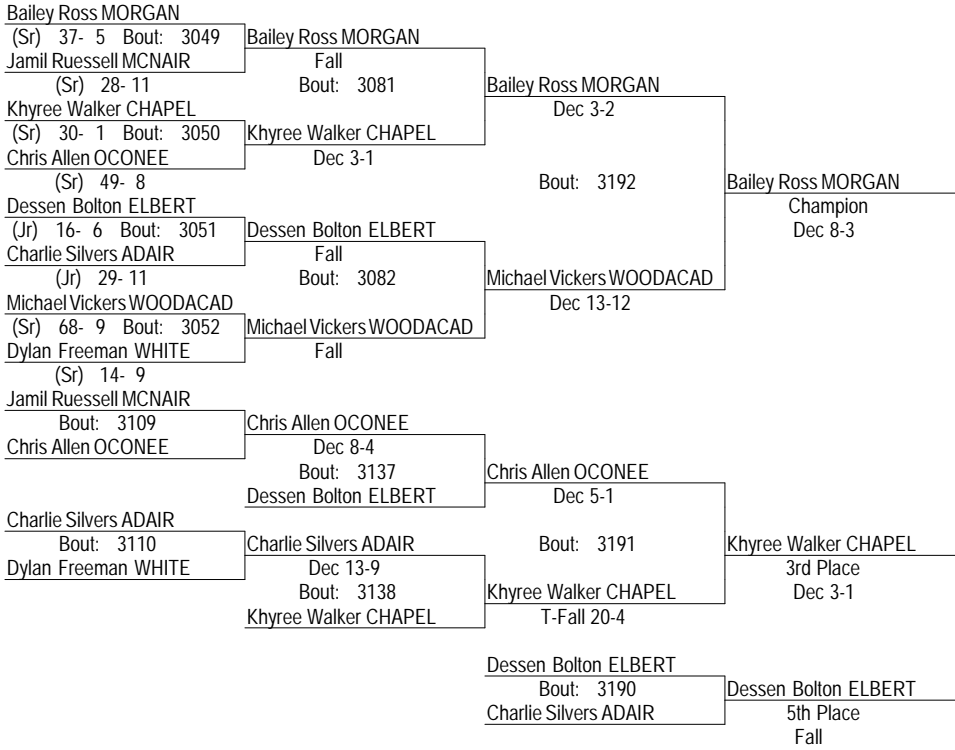 Bailey Ross MORGAN
(Sr) 37- 5 Bout: 3049
Bailey Ross MORGAN
Jamil Ruessell MCNAIR
Fall
(Sr) 28- 11
Bout: 3081
Bailey Ross MORGAN
Khyree Walker CHAPEL
Dec 3-2
(Sr) 30- 1 Bout: 3050
Khyree Walker CHAPEL
Chris Allen OCONEE
Dec 3-1
(Sr) 49- 8
Bout: 3192
Bailey Ross MORGAN
Dessen Bolton ELBERT
Champion
(Jr) 16- 6 Bout: 3051
Dessen Bolton ELBERT
Dec 8-3
Charlie Silvers ADAIR
Fall
(Jr) 29- 11
Bout: 3082
Michael Vickers WOODACAD
Michael Vickers WOODACAD
Dec 13-12
(Sr) 68- 9 Bout: 3052
Michael Vickers WOODACAD
Dylan Freeman WHITE
Fall
(Sr) 14- 9
Jamil Ruessell MCNAIR
Bout: 3109
Chris Allen OCONEE
Chris Allen OCONEE
Dec 8-4
Bout: 3137
Chris Allen OCONEE
Dessen Bolton ELBERT
Dec 5-1
Charlie Silvers ADAIR
Bout: 3110
Charlie Silvers ADAIR
Bout: 3191
Khyree Walker CHAPEL
Dylan Freeman WHITE
Dec 13-9
3rd Place
Bout: 3138
Khyree Walker CHAPEL
Dec 3-1
Khyree Walker CHAPEL
T-Fall 20-4
Dessen Bolton ELBERT
Bout: 3190
Dessen Bolton ELBERT
Charlie Silvers ADAIR
5th Place
Fall